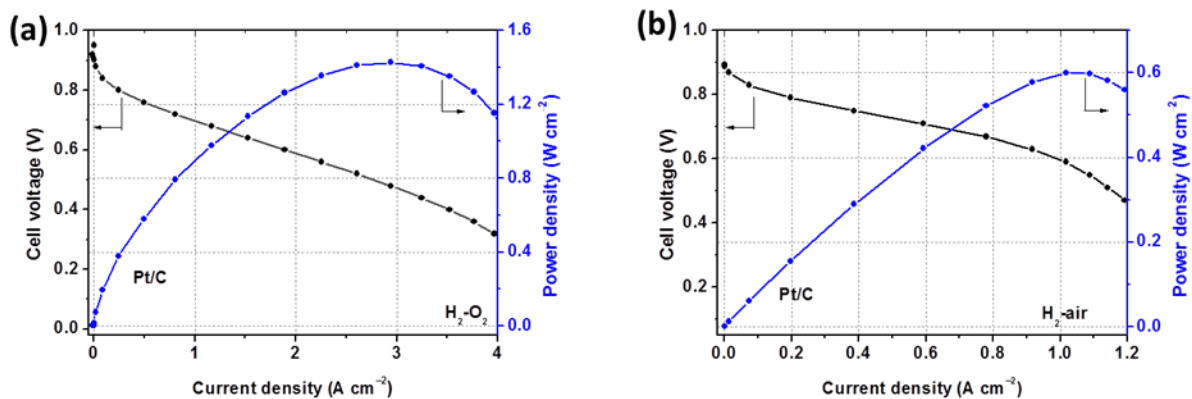 (a)
1.0
0.8
0.6
0.4
0.2
0.0
Cell voltage (V)
Pt/C
H₂-O₂
1.6
1.2
0.8
0.4
0.0
Power density (W cm⁻²)
0 1 2 3 4
Current density (A cm⁻²)
(b)
1.0
0.8
0.6
0.4
0.2
Cell voltage (V)
Pt/C
H₂-air
0.6
0.4
0.2
0.0
Power density (W cm⁻²)
0.0 0.2 0.4 0.6 0.8 1.0 1.2
Current density (A cm⁻²)